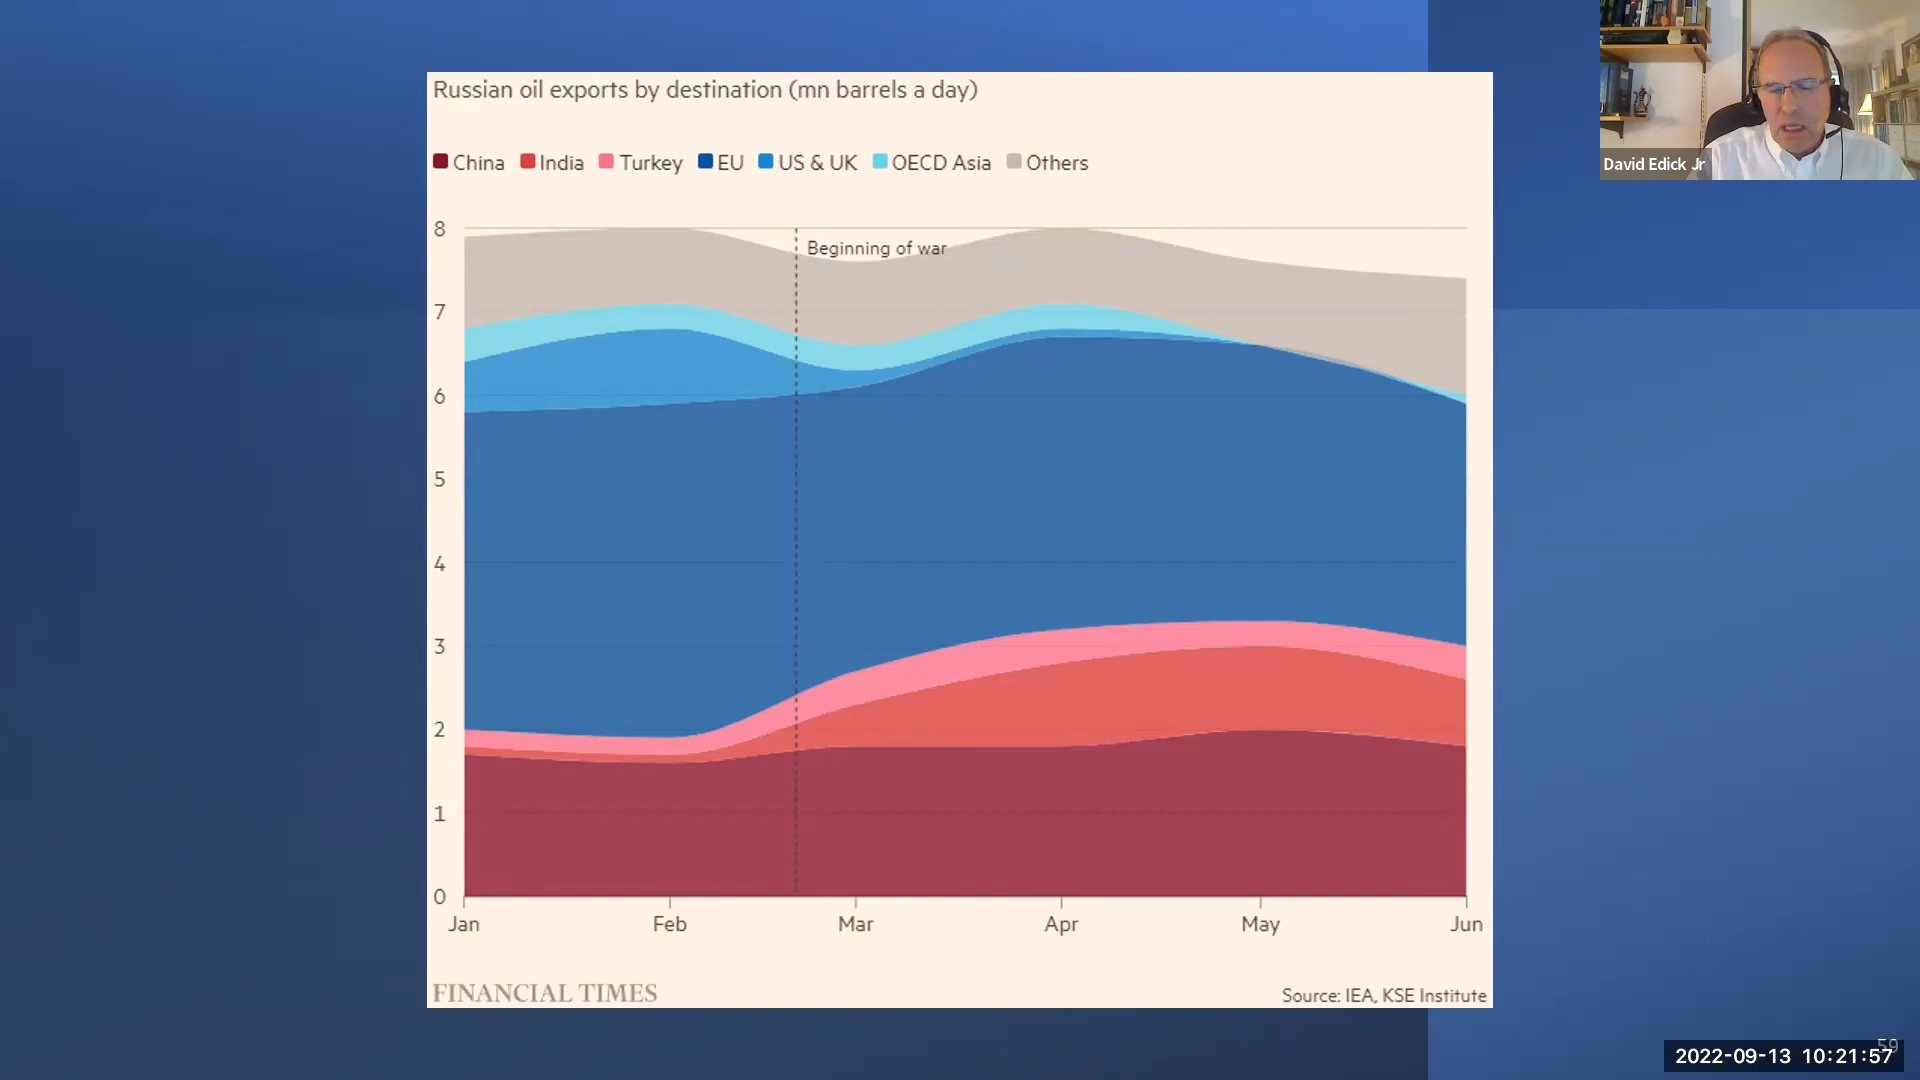 Russian oil exports by destination (mn barrels a day)
China India Turkey EU US & UK OECD Asia Others
David Edick Jr
8
Beginning of war
7
6
5
4
3
2
1
0
Jan Feb Mar Apr May Jun
FINANCIAL TIMES
Source: IEA, KSE Institute
59
2022-09-13 10:21:57